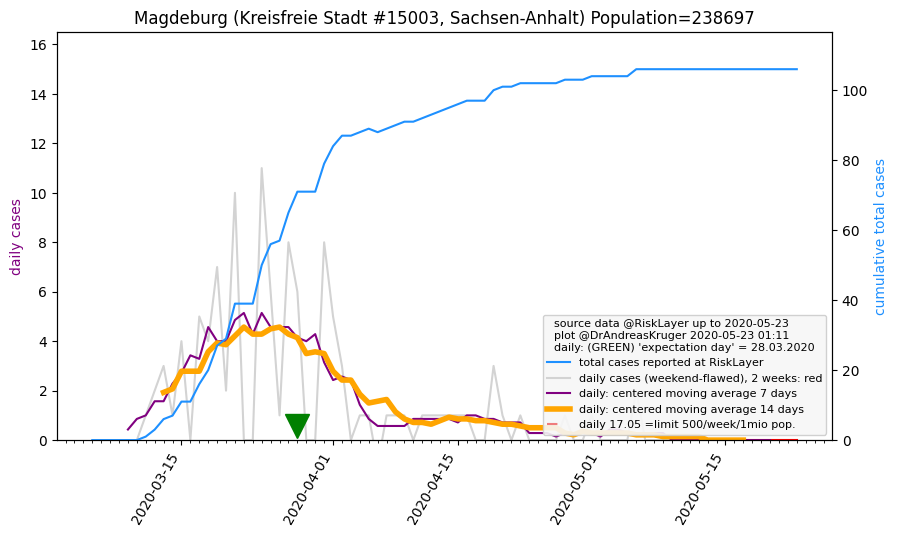 Magdeburg (Kreisfreie Stadt #15003, Sachsen-Anhalt) Population=238697
16
14
12
10
8
6
4
2
0
daily cases
100
80
60
40
20
0
cumulative total cases
source data @RiskLayer up to 2020-05-23
plot @DrAndreasKruger 2020-05-23 01:11
daily: (GREEN) 'expectation day' = 28.03.2020
total cases reported at RiskLayer
daily cases (weekend-flawed), 2 weeks: red
daily: centered moving average 7 days
daily: centered moving average 14 days
daily 17.05 =limit 500/week/1mio pop.
2020-03-15
2020-04-01
2020-04-15
2020-05-01
2020-05-15